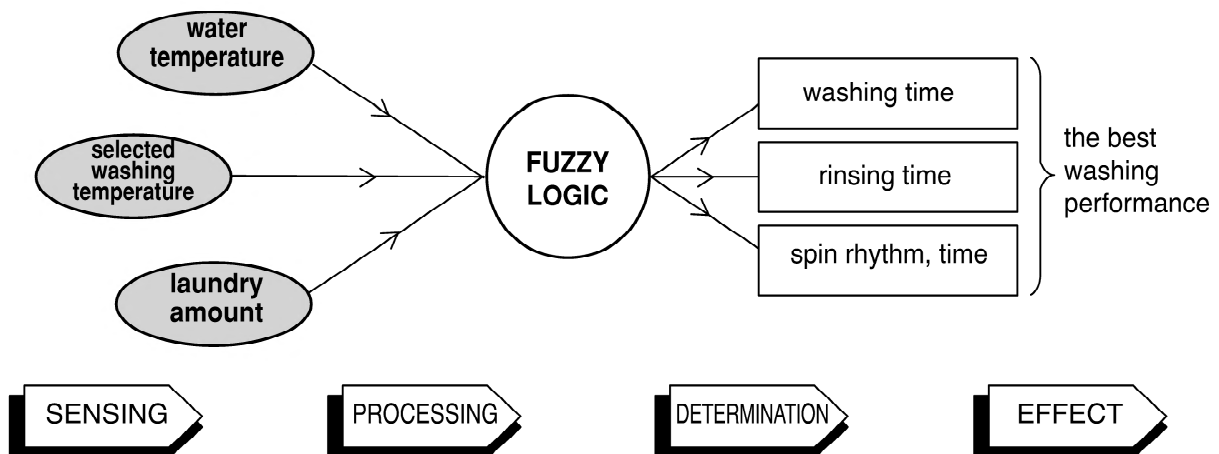 water
temperature
selected
washing
temperature
laundry
amount
FUZZY
LOGIC
washing time
rinsing time
spin rhythm, time
the best
washing
performance
SENSING
PROCESSING
DETERMINATION
EFFECT